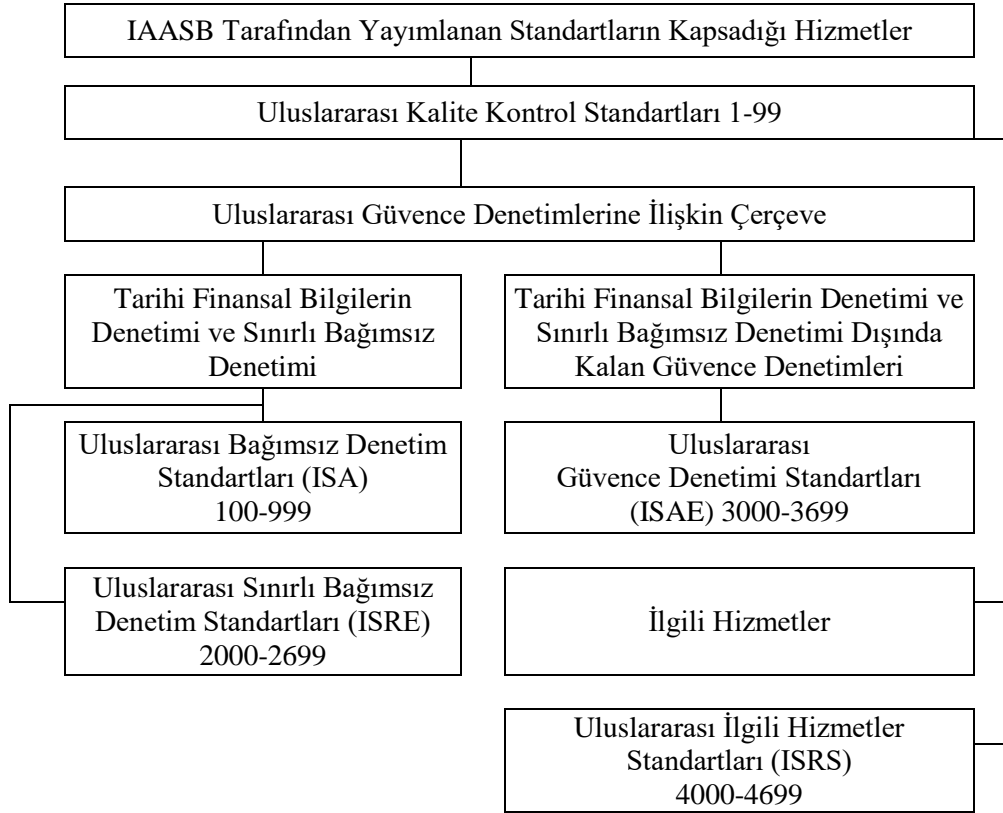 IAASB Tarafından Yayımlanan Standartların Kapsadığı Hizmetler
Uluslararası Kalite Kontrol Standartları 1-99
Uluslararası Güvence Denetimlerine İlişkin Çerçeve
Tarihi Finansal Bilgilerin
Denetimi ve Sınırlı Bağımsız
Denetimi
Tarihi Finansal Bilgilerin Denetimi ve
Sınırlı Bağımsız Denetimi Dışında
Kalan Güvence Denetimleri
Uluslararası Bağımsız Denetim
Standartları (ISA)
100-999
Uluslararası
Güvence Denetimi Standartları
(ISAE) 3000-3699
Uluslararası Sınırlı Bağımsız
Denetim Standartları (ISRE)
2000-2699
İlgili Hizmetler
Uluslararası İlgili Hizmetler
Standartları (ISRS)
4000-4699